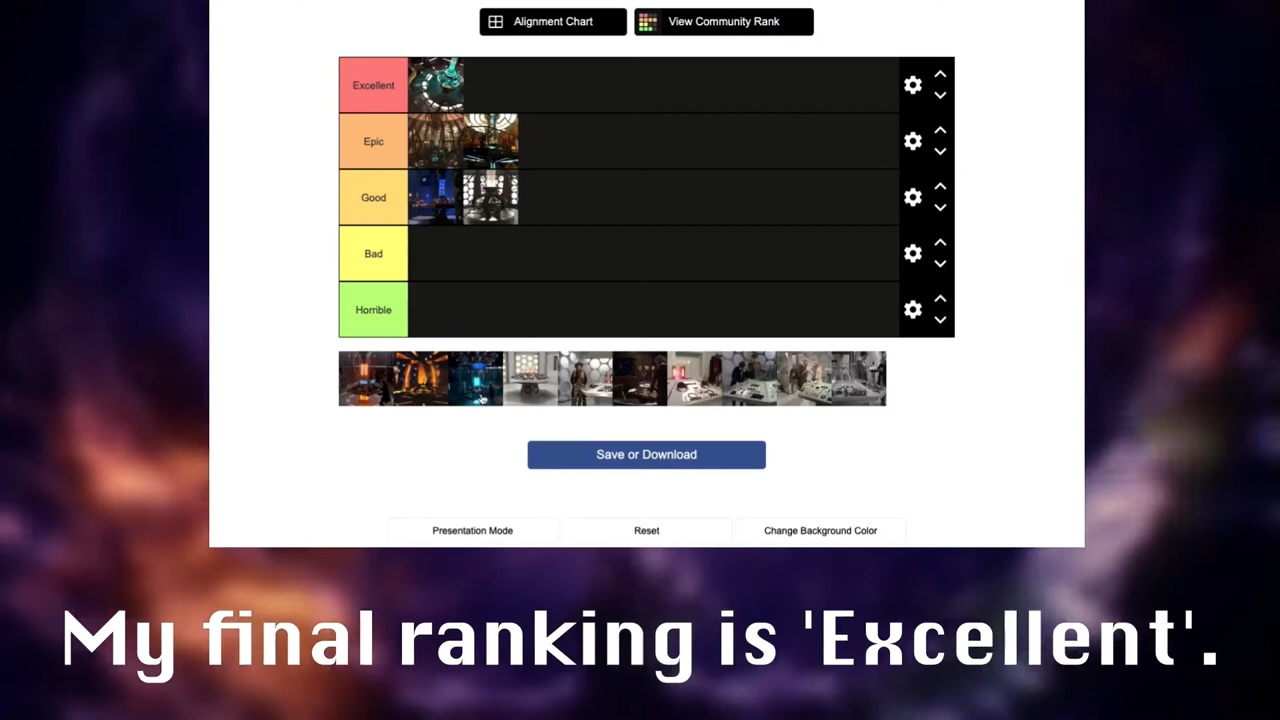 Alignment Chart
View Community Rank
Excellent
Epic
Good
Bad
Horrible
Save or Download
Presentation Mode
Reset
Change Background Color
My final ranking is 'Excellent'.